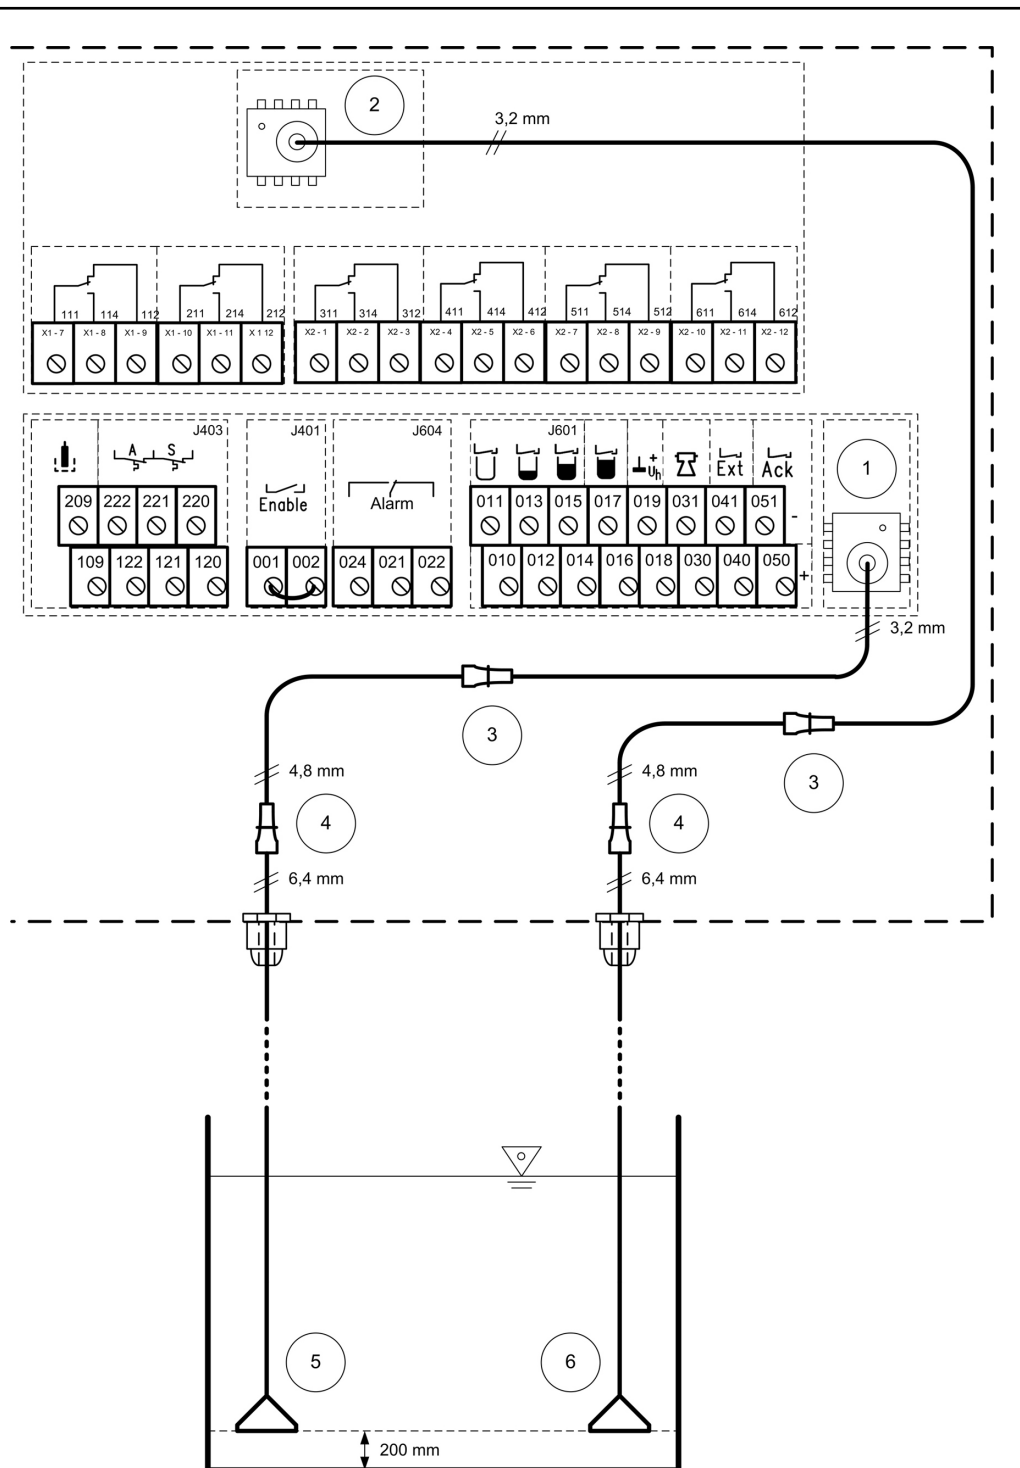 2
3,2 mm
111 114 112 211 214 212 311 314 312 411 414 412 511 514 512 611 614 612
X1 - 7 X1 - 8 X1 - 9 X1 - 10 X1 - 11 X 1 12 X2 - 1 X2 - 2 X2 - 3 X2 - 4 X2 - 5 X2 - 6 X2 - 7 X2 - 8 X2 - 9 X2 - 10 X2 - 11 X2 - 12
J403 J401 J604 J601
A S
Enable
Alarm
+
Uh
Ext
Ack
1
209 222 221 220 011 013 015 017 019 031 041 051 -
109 122 121 120 001 002 024 021 022 010 012 014 016 018 030 040 050 +
3,2 mm
3
3
4,8 mm
4,8 mm
4
4
6,4 mm
6,4 mm
5
6
200 mm